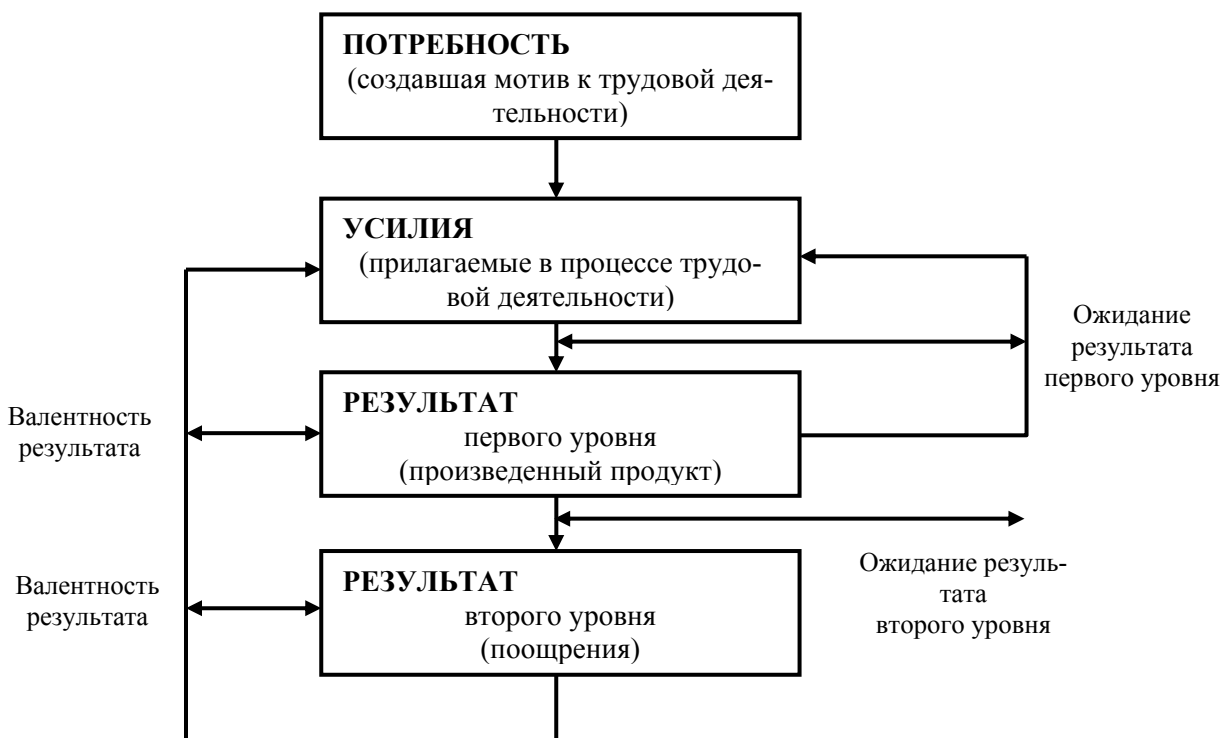 ПОТРЕБНОСТЬ
(создавшая мотив к трудовой дея-
тельности)
УСИЛИЯ
(прилагаемые в процессе трудо-
вой деятельности)
Ожидание
результата
первого уровня
РЕЗУЛЬТАТ
первого уровня
(произведенный продукт)
Валентность
результата
РЕЗУЛЬТАТ
второго уровня
(поощрения)
Валентность
результата
Ожидание резуль-
тата
второго уровня